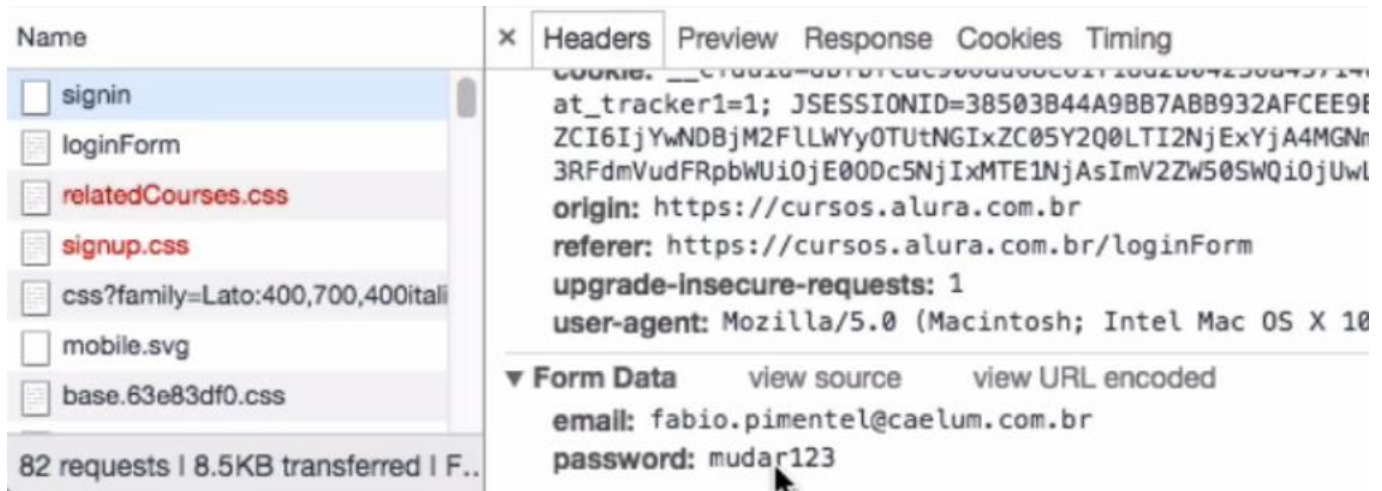 Name
signin
loginForm
relatedCourses.css
signup.css
css?family=Lato:400,700,400itali
mobile.svg
base.63e83df0.css
82 requests | 8.5KB transferred | F...
× Headers Preview Response Cookies Timing
at_tracker1=1; JSESSIONID=38503B44A9BB7ABB932AFCEE9E
ZCI6IjYwNDBjM2FlLWYyOTUtNGIxZC05Y2Q0LTI2NjExYjA4MGNm
3RFdmVudFRpbWUiOjE0ODc5NjIxMTE1NjAsImV2ZW50SWQiOjUwL
origin: https://cursos.alura.com.br
referer: https://cursos.alura.com.br/loginForm
upgrade-insecure-requests: 1
user-agent: Mozilla/5.0 (Macintosh; Intel Mac OS X 10
▼ Form Data view source view URL encoded
email: fabio.pimentel@caelum.com.br
password: mudar123